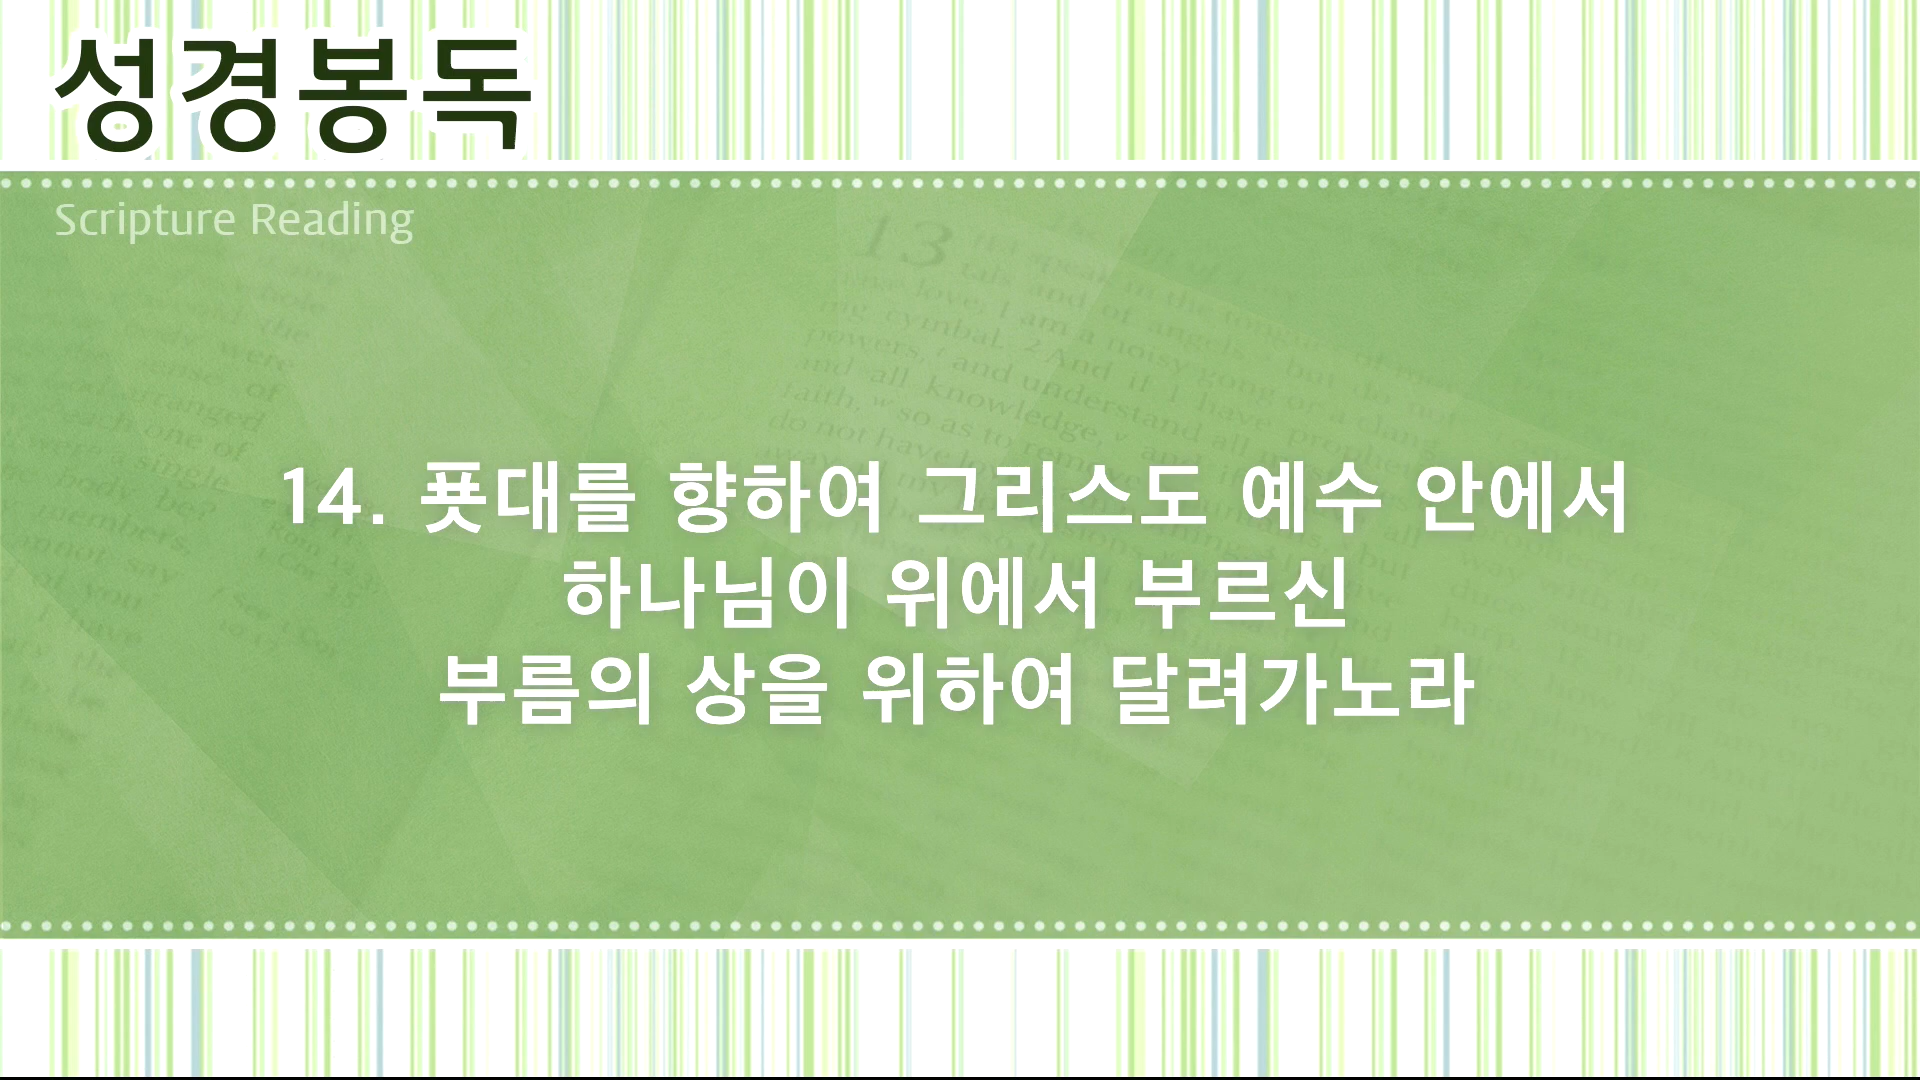 성경봉독
Scripture Reading
14. 푯대를 향하여 그리스도 예수 안에서
하나님이 위에서 부르신
부름의 상을 위하여 달려가노라